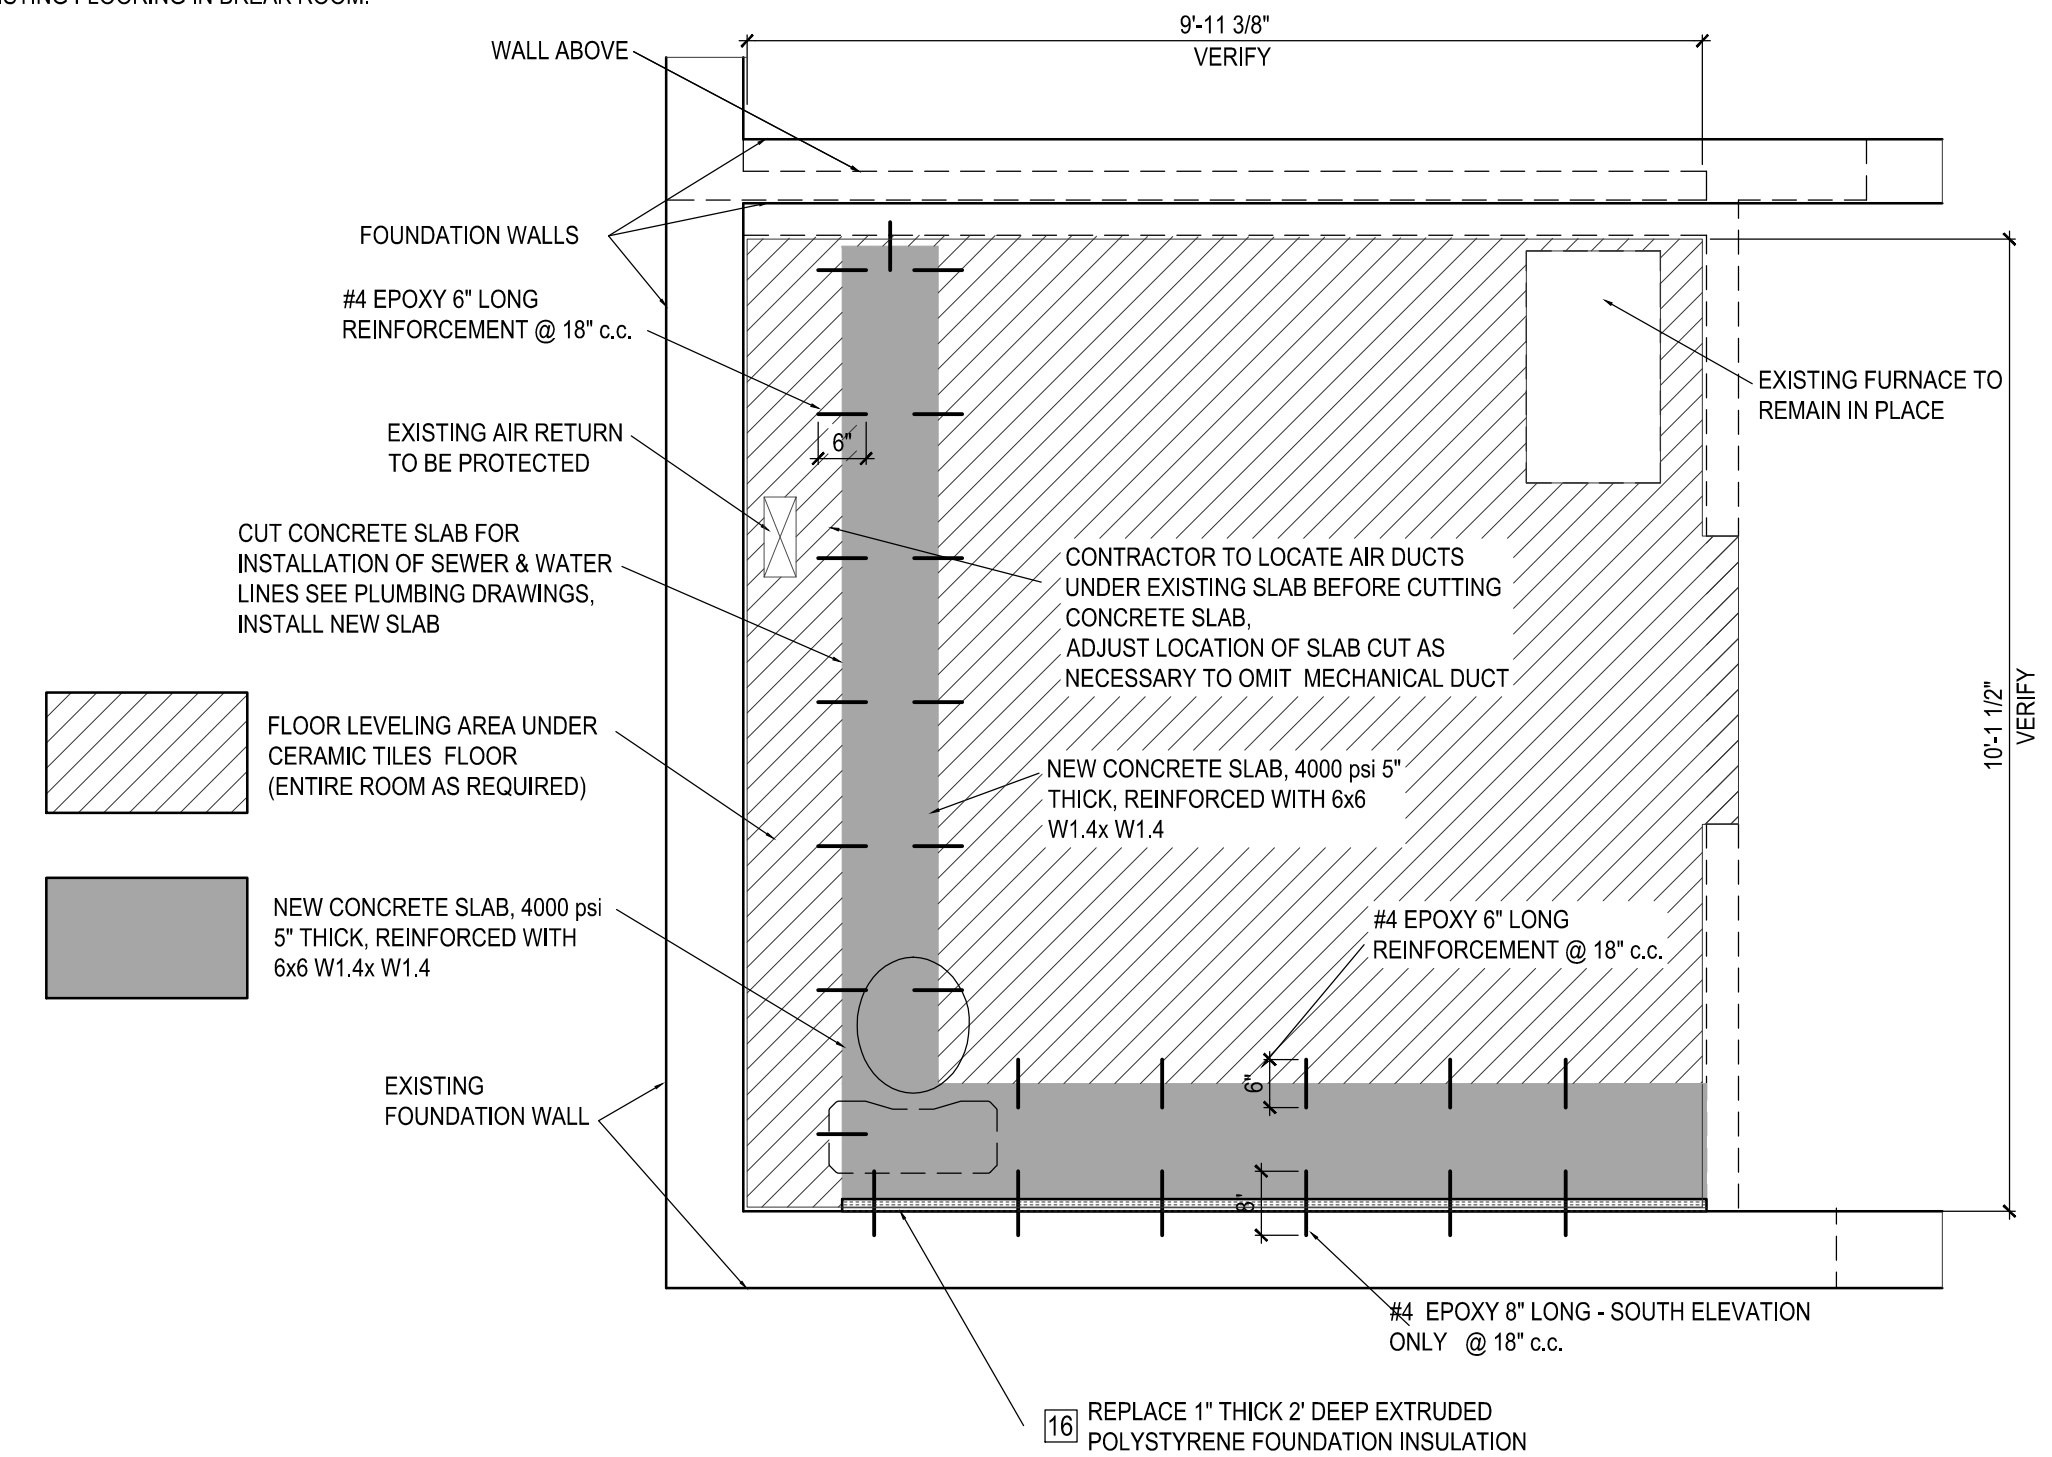 9'-11 3/8"
VERIFY
WALL ABOVE
FOUNDATION WALLS
#4 EPOXY 6" LONG
REINFORCEMENT @ 18" c.c.
EXISTING AIR RETURN
TO BE PROTECTED
6"
CUT CONCRETE SLAB FOR
INSTALLATION OF SEWER & WATER
LINES SEE PLUMBING DRAWINGS,
INSTALL NEW SLAB
EXISTING FURNACE TO
REMAIN IN PLACE
CONTRACTOR TO LOCATE AIR DUCTS
UNDER EXISTING SLAB BEFORE CUTTING
CONCRETE SLAB,
ADJUST LOCATION OF SLAB CUT AS
NECESSARY TO OMIT MECHANICAL DUCT
10'-1 1/2"
VERIFY
FLOOR LEVELING AREA UNDER
CERAMIC TILES FLOOR
(ENTIRE ROOM AS REQUIRED)
NEW CONCRETE SLAB, 4000 psi 5"
THICK, REINFORCED WITH 6x6
W1.4x W1.4
NEW CONCRETE SLAB, 4000 psi
5" THICK, REINFORCED WITH
6x6 W1.4x W1.4
#4 EPOXY 6" LONG
REINFORCEMENT @ 18" c.c.
6"
EXISTING
FOUNDATION WALL
8'
#4 EPOXY 8" LONG - SOUTH ELEVATION
ONLY @ 18" c.c.
16
REPLACE 1" THICK 2' DEEP EXTRUDED
POLYSTYRENE FOUNDATION INSULATION